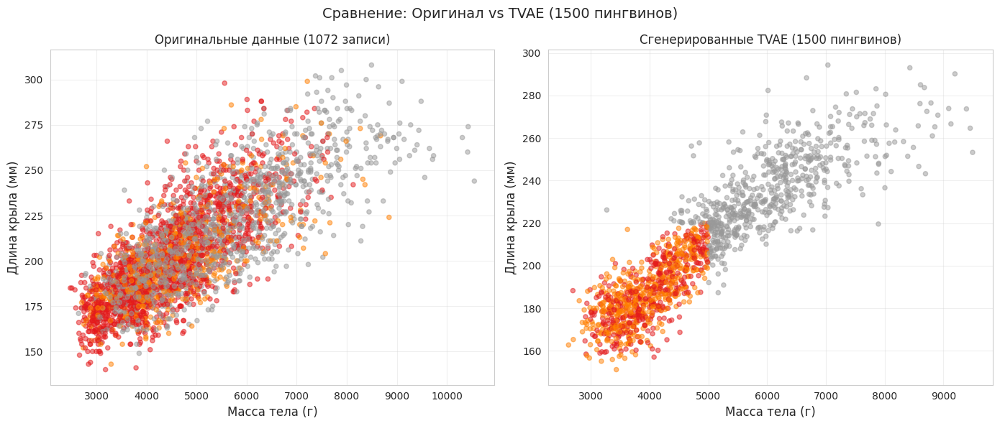 Сравнение: Оригинал vs TVAE (1500 пингвинов)
Оригинальные данные (1072 записи)
300
275
250
225
200
175
150
Длина крыла (мм)
3000 4000 5000 6000 7000 8000 9000 10000
Масса тела (г)
Сгенерированные TVAE (1500 пингвинов)
300
280
260
240
220
200
180
160
Длина крыла (мм)
3000 4000 5000 6000 7000 8000 9000
Масса тела (г)